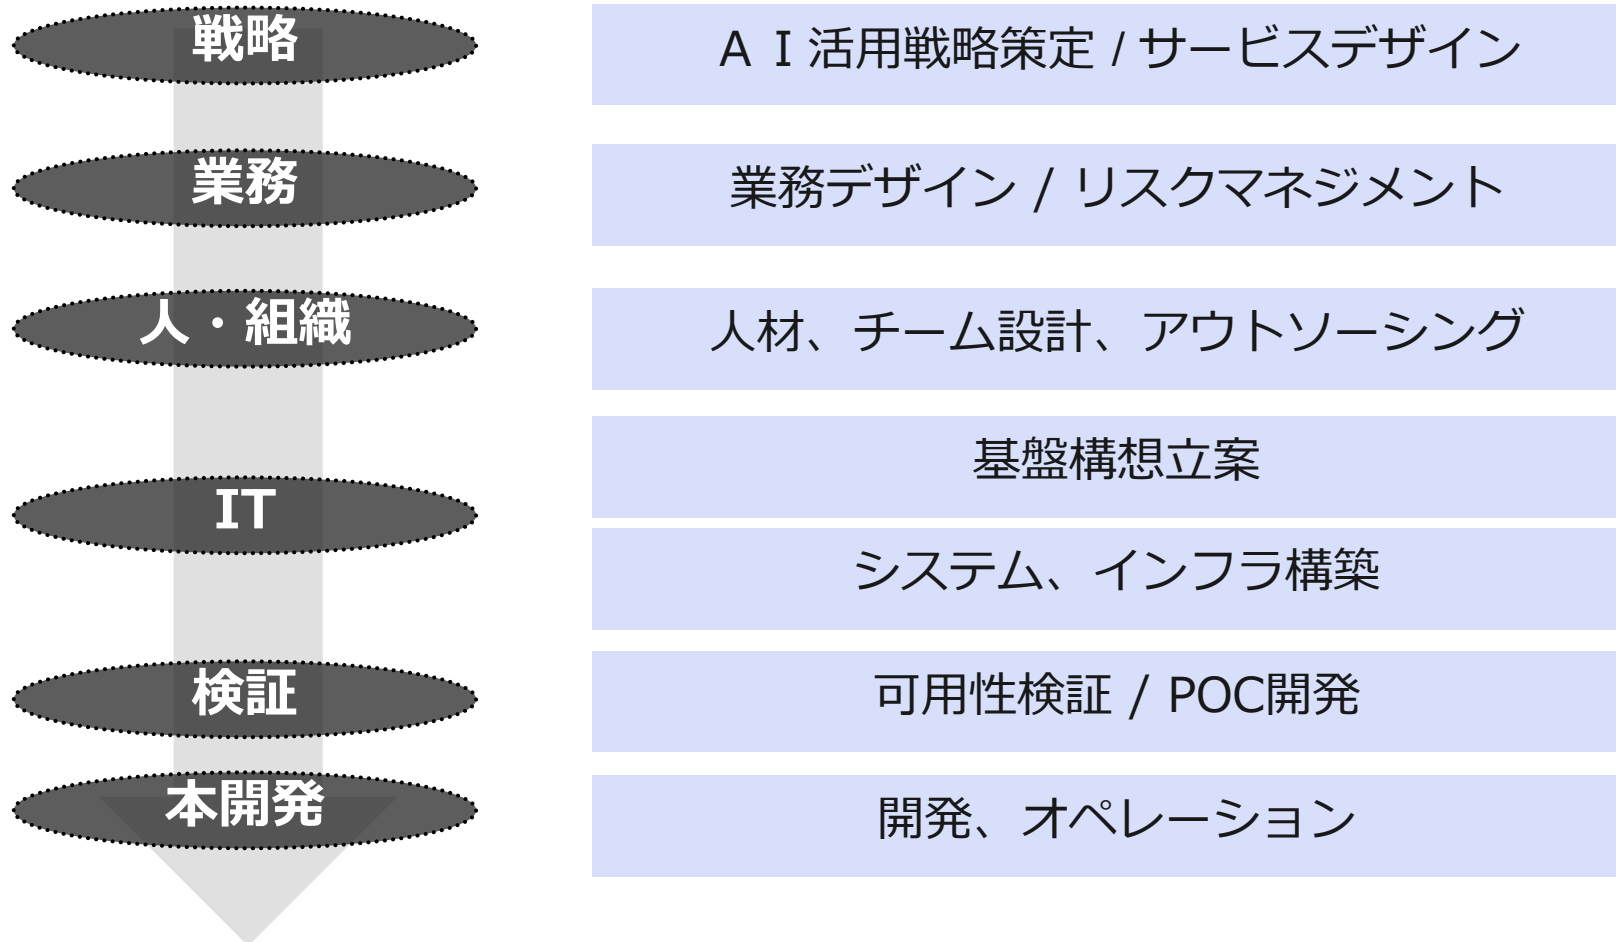 戦略
ＡＩ活用戦略策定 / サービスデザイン
業務
業務デザイン / リスクマネジメント
人・組織
人材、チーム設計、アウトソーシング
IT
基盤構想立案
システム、インフラ構築
検証
可用性検証 / POC開発
本開発
開発、オペレーション